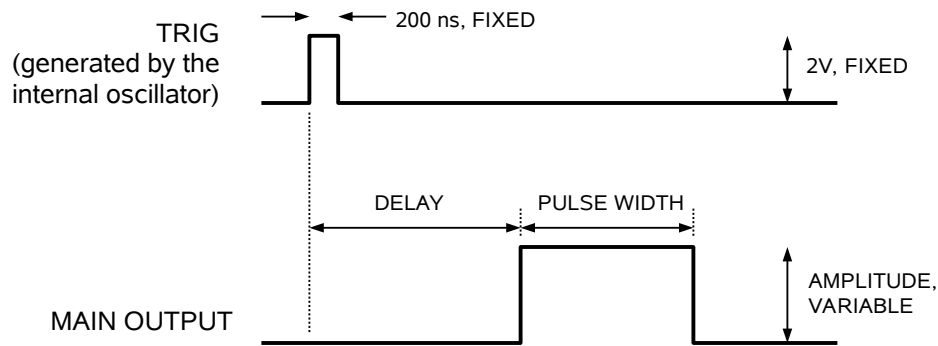 200 ns, FIXED
TRIG
(generated by the
internal oscillator)
2V, FIXED
DELAY
PULSE WIDTH
AMPLITUDE,
VARIABLE
MAIN OUTPUT